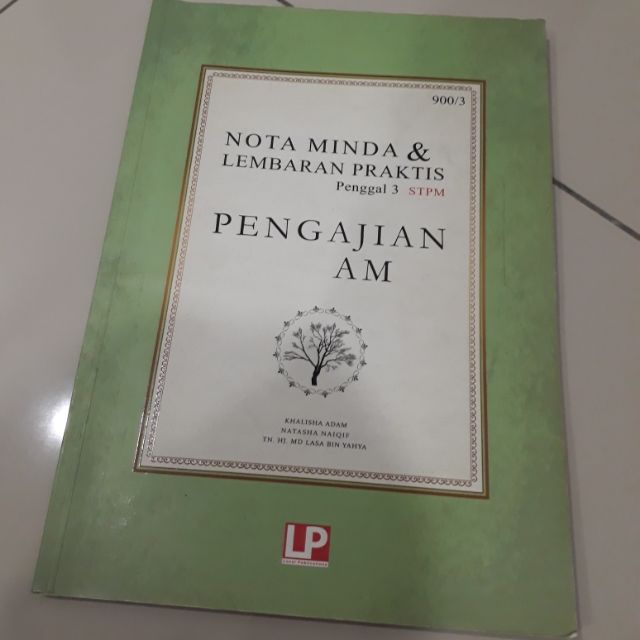 900/3
NOTA MINDA &
LEMBARAN PRAKTIS
Penggal 3 STPM
PENGAJIAN
AM
KHALISHA ADAM
NATASHA NAIQIF
TN. HJ. MD LASA BIN YAHYA
LP